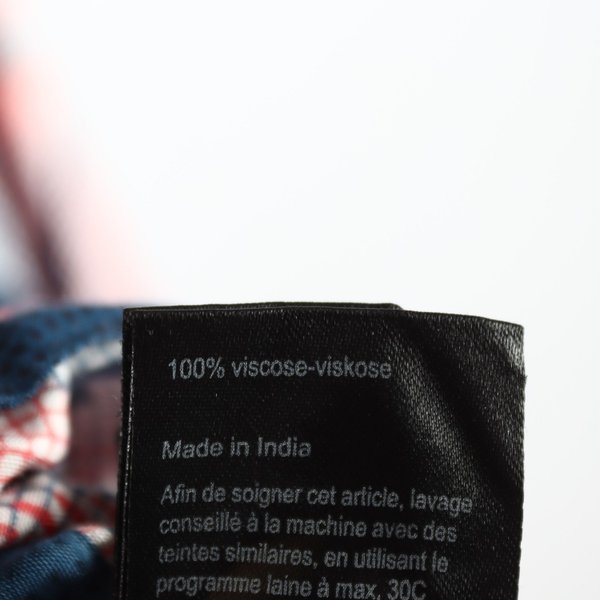 100% viscose-viskose
Made in India
Afin de soigner cet article, lavage
conseillé à la machine avec des
teintes similaires, en utilisant le
programme laine à max, 30C